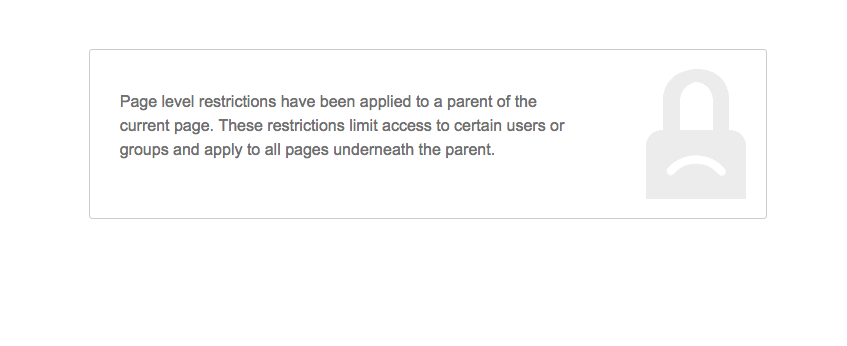 Page level restrictions have been applied to a parent of the
current page. These restrictions limit access to certain users or
groups and apply to all pages underneath the parent.